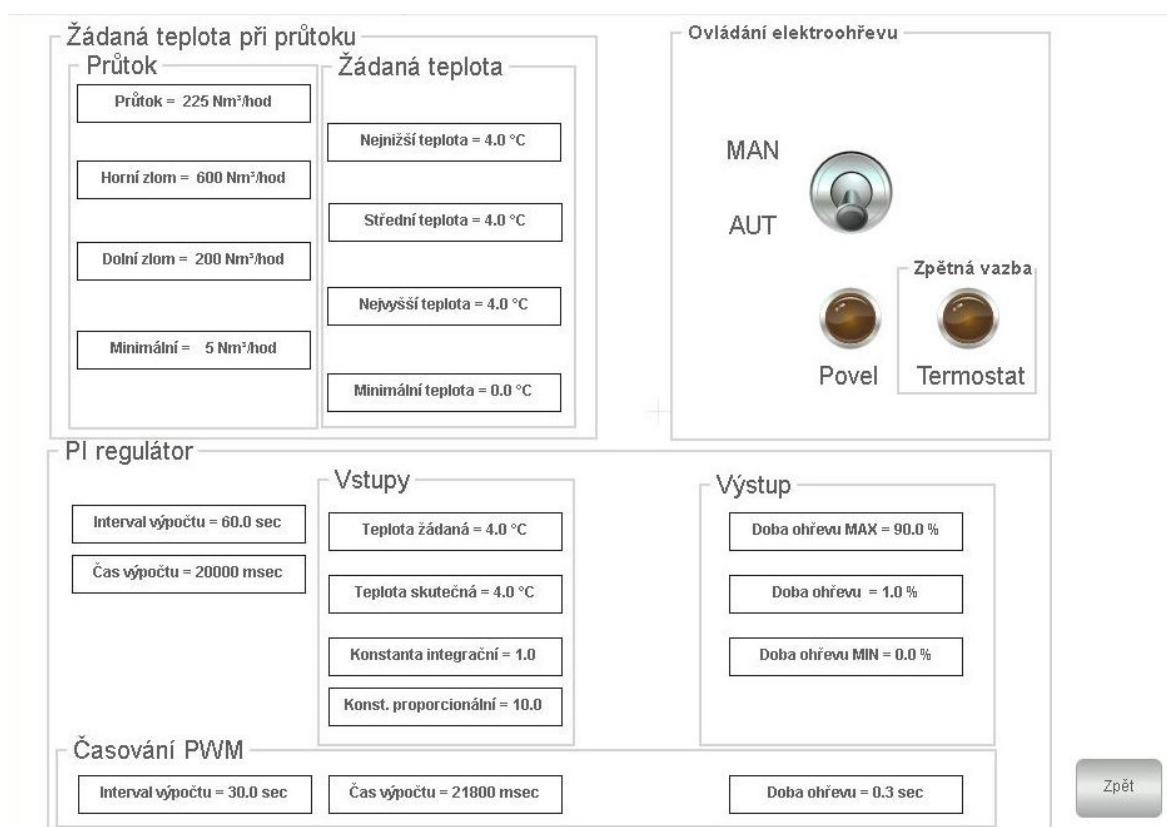 Žádaná teplota při průtoku
Průtok
Průtok = 225 Nm³/hod
Horní zlom = 600 Nm³/hod
Dolní zlom = 200 Nm³/hod
Minimální = 5 Nm³/hod
Žádaná teplota
Nejnižší teplota = 4.0 °C
Střední teplota = 4.0 °C
Nejvyšší teplota = 4.0 °C
Minimální teplota = 0.0 °C
Ovládání elektroohřevu
MAN
AUT
Povel
Zpětná vazba
Termostat
PI regulátor
Interval výpočtu = 60.0 sec
Čas výpočtu = 20000 msec
Vstupy
Teplota žádaná = 4.0 °C
Teplota skutečná = 4.0 °C
Konstanta integrační = 1.0
Konst. proporcionální = 10.0
Výstup
Doba ohřevu MAX = 90.0 %
Doba ohřevu = 1.0 %
Doba ohřevu MIN = 0.0 %
Časování PWM
Interval výpočtu = 30.0 sec
Čas výpočtu = 21800 msec
Doba ohřevu = 0.3 sec
Zpět